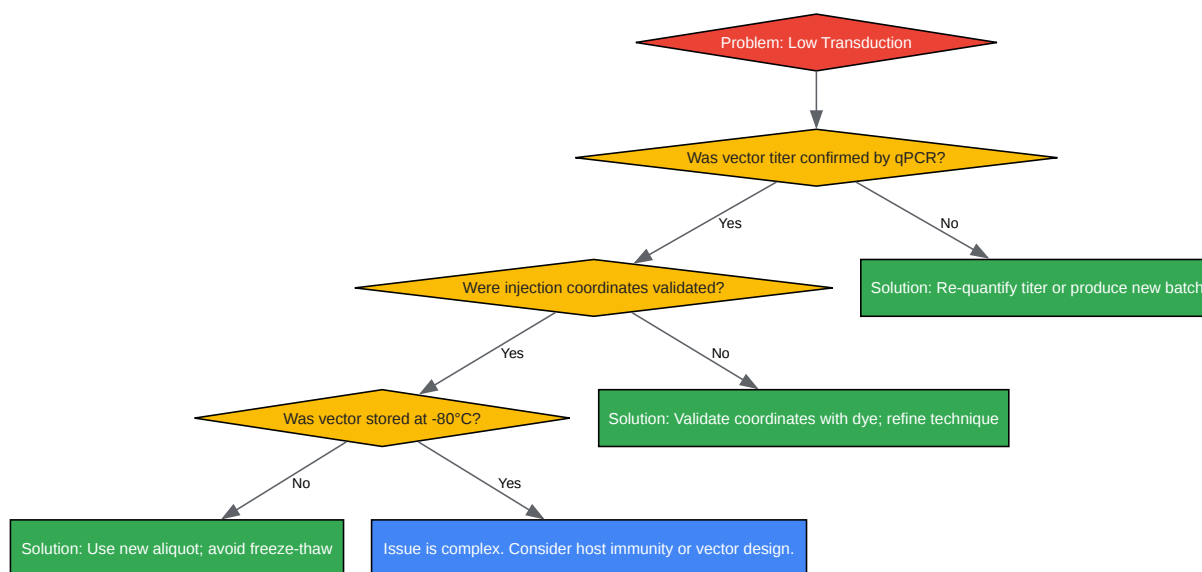 Problem: Low Transduction
Was vector titer confirmed by qPCR?
Yes
No
Were injection coordinates validated?
Solution: Re-quantify titer or produce new batch
Yes
No
Was vector stored at -80°C?
Solution: Validate coordinates with dye; refine technique
No
Yes
Solution: Use new aliquot; avoid freeze-thaw
Issue is complex. Consider host immunity or vector design.